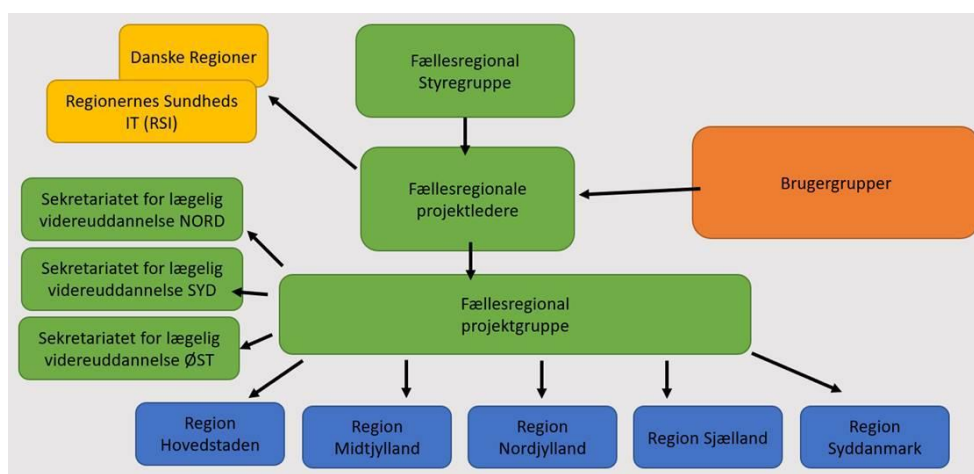 Danske Regioner
Regionernes Sundheds
IT (RSI)
Fællesregional
Styregruppe
Fællesregionale
projektledere
Brugergrupper
Sekretariatet for lægelig
videreuddannelse NORD
Sekretariatet for lægelig
videreuddannelse SYD
Sekretariatet for lægelig
videreuddannelse ØST
Fællesregional
projektgruppe
Region
Hovedstaden
Region
Midtjylland
Region
Nordjylland
Region Sjælland
Region
Syddanmark